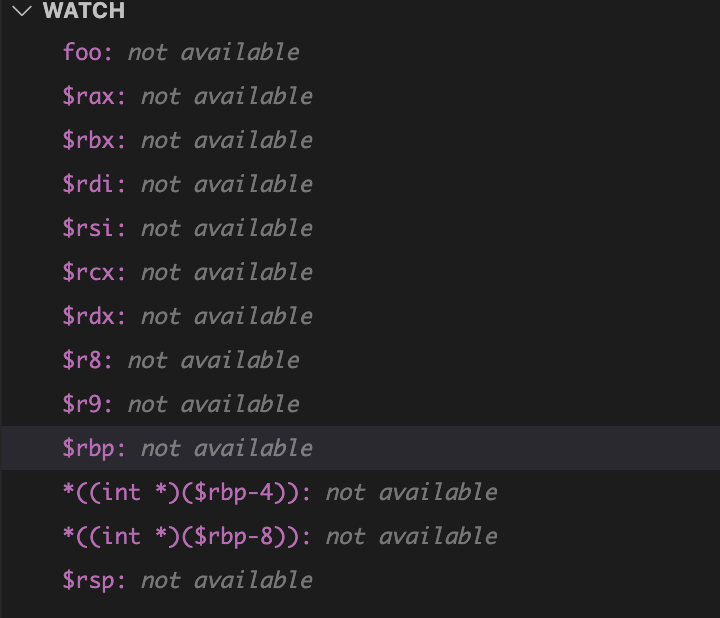 WATCH
foo: not available
$rax: not available
$rbx: not available
$rdi: not available
$rsi: not available
$rcx: not available
$rdx: not available
$r8: not available
$r9: not available
$rbp: not available
*((int *)($rbp-4)): not available
*((int *)($rbp-8)): not available
$rsp: not available